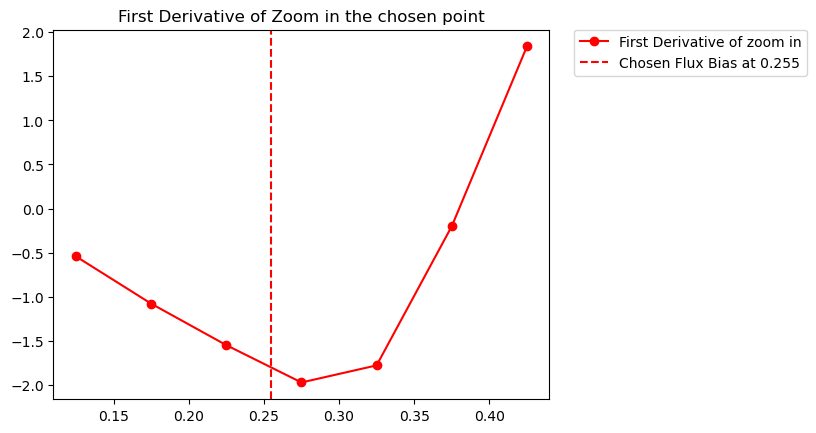 First Derivative of Zoom in the chosen point
First Derivative of zoom in
Chosen Flux Bias at 0.255
2.0
1.5
1.0
0.5
0.0
−0.5
−1.0
−1.5
−2.0
0.15 0.20 0.25 0.30 0.35 0.40